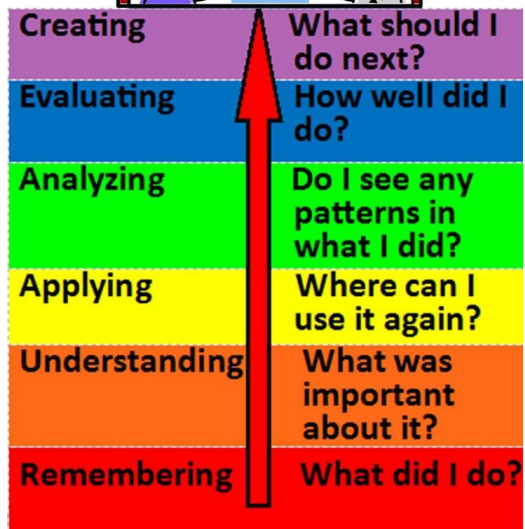 Creating
What should I
do next?
Evaluating
How well did I
do?
Analyzing
Do I see any
patterns in
what I did?
Applying
Where can I
use it again?
Understanding
What was
important
about it?
Remembering
What did I do?